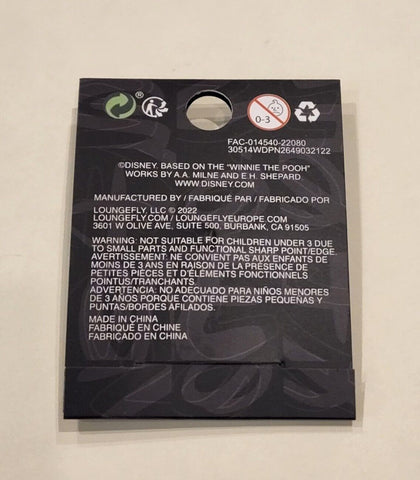 ®
0-3
FAC-014540-22080
30514WDPN2649032122
©DISNEY. BASED ON THE "WINNIE THE POOH"
WORKS BY A.A. MILNE AND E.H. SHEPARD.
WWW.DISNEY.COM
MANUFACTURED BY / FABRIQUÉ PAR / FABRICADO POR
LOUNGEFLY, LLC © 2022
LOUNGEFLY.COM / LOUNGEFLYEUROPE.COM
3601 W OLIVE AVE, SUITE 500, BURBANK, CA, 91505
WARNING: NOT SUITABLE FOR CHILDREN UNDER 3 DUE
TO SMALL PARTS AND FUNCTIONAL SHARP POINT/EDGE.
AVERTISSEMENT: NE CONVIENT PAS AUX ENFANTS DE
MOINS DE 3 ANS EN RAISON DE LA PRÉSENCE DE
PETITES PIÈCES ET D'ÉLÉMENTS FONCTIONNELS
POINTUS/TRANCHANTS.
ADVERTENCIA: NO ADECUADO PARA NIÑOS MENORES
DE 3 AÑOS PORQUE CONTIENE PIEZAS PEQUEÑAS Y
PUNTAS/BORDES AFILADOS.
MADE IN CHINA
FABRIQUÉ EN CHINE
FABRICADO EN CHINA